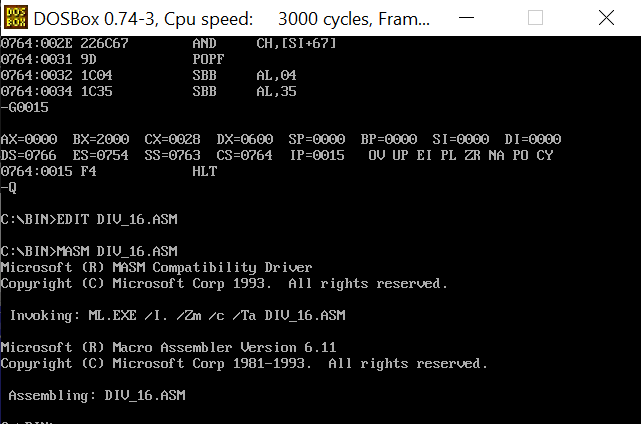 DOS
BOX
DOSBox 0.74-3, Cpu speed: 3000 cycles, Fram...
0764:002E 226C67 AND CH,[SI+67]
0764:0031 9D POPF
0764:0032 1C04 SBB AL,04
0764:0034 1C35 SBB AL,35
-G0015
AX=0000 BX=2000 CX=0028 DX=0600 SP=0000 BP=0000 SI=0000 DI=0000
DS=0766 ES=0754 SS=0763 CS=0764 IP=0015 OV UP EI PL ZR NA PO CY
0764:0015 F4 HLT
-Q
C:\BIN>EDIT DIV_16.ASM
C:\BIN>MASM DIV_16.ASM
Microsoft (R) MASM Compatibility Driver
Copyright (C) Microsoft Corp 1993. All rights reserved.
Invoking: ML.EXE /I. /Zm /c /Ta DIV_16.ASM
Microsoft (R) Macro Assembler Version 6.11
Copyright (C) Microsoft Corp 1981-1993. All rights reserved.
Assembling: DIV_16.ASM
C:\BIN>